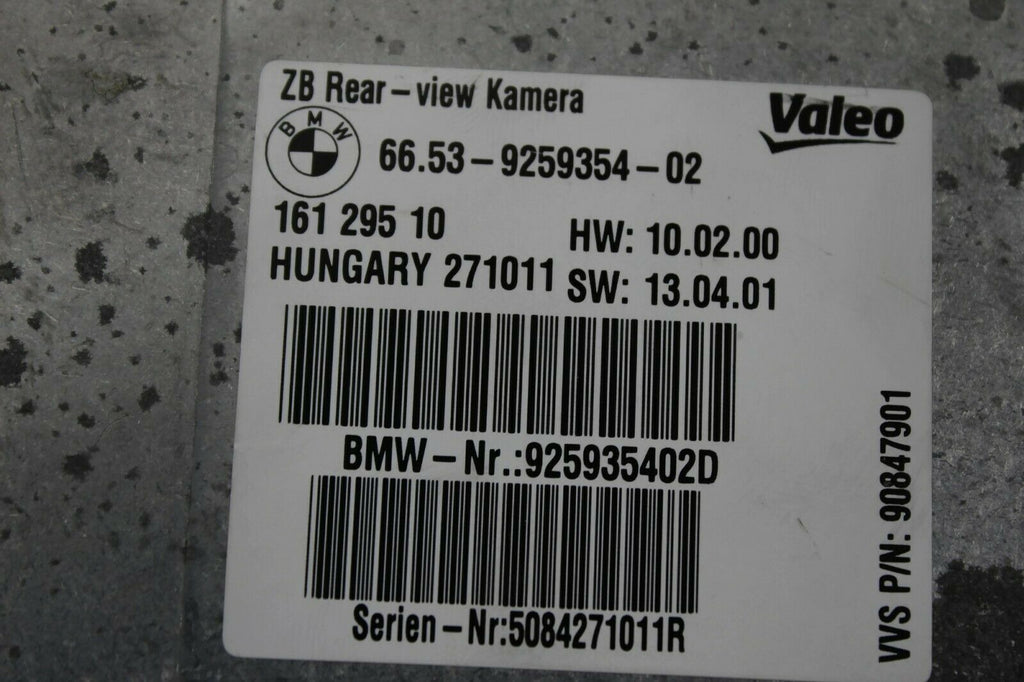 ZB Rear-view Kamera
Valeo
BMW
66.53-9259354-02
161 295 10
HW: 10.02.00
HUNGARY 271011
SW: 13.04.01
BMW-Nr.:925935402D
Serien-Nr:5084271011R
VVS P/N: 90847901